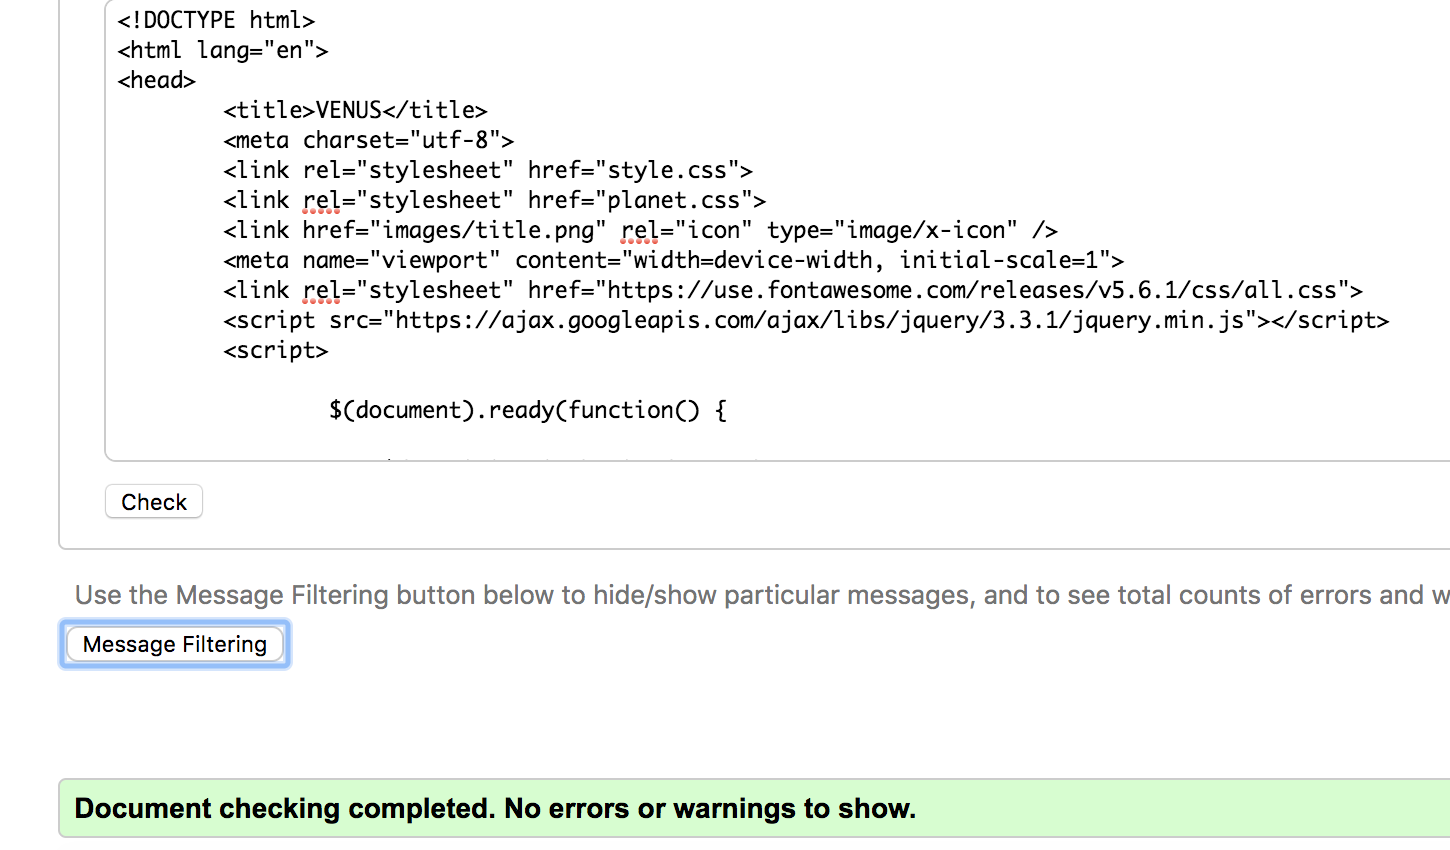 <!DOCTYPE html>
<html lang="en">
<head>
<title>VENUS</title>
<meta charset="utf-8">
<link rel="stylesheet" href="style.css">
<link rel="stylesheet" href="planet.css">
<link href="images/title.png" rel="icon" type="image/x-icon" />
<meta name="viewport" content="width=device-width, initial-scale=1">
<link rel="stylesheet" href="https://use.fontawesome.com/releases/v5.6.1/css/all.css">
<script src="https://ajax.googleapis.com/ajax/libs/jquery/3.3.1/jquery.min.js"></script>
<script>
$(document).ready(function() {
Check
Use the Message Filtering button below to hide/show particular messages, and to see total counts of errors and w
Message Filtering
Document checking completed. No errors or warnings to show.